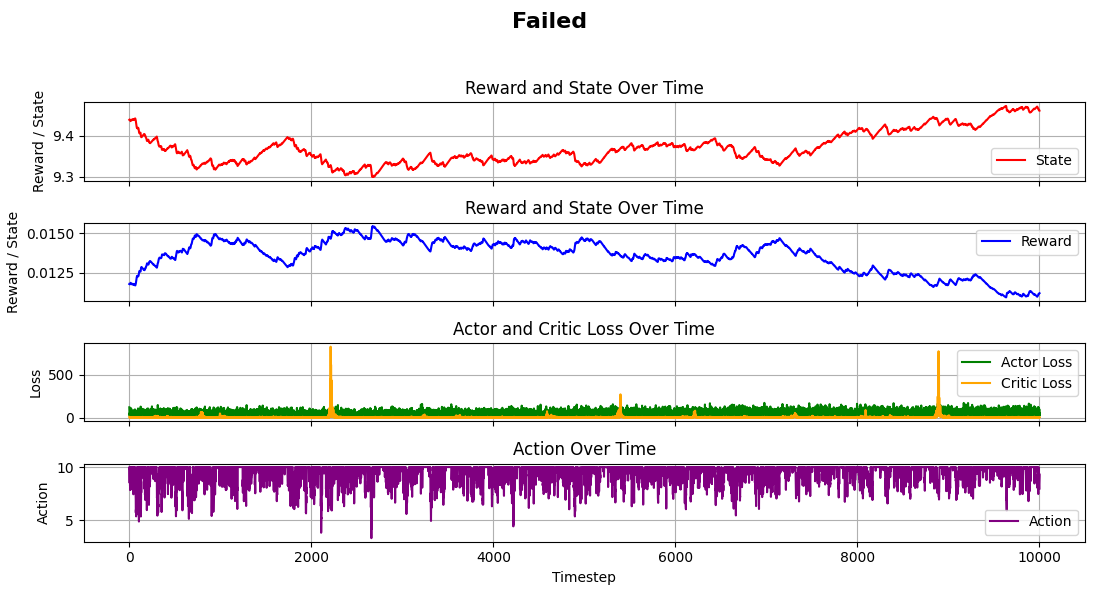 Failed
Reward and State Over Time
Reward / State
9.4
9.3
State
Reward and State Over Time
Reward / State
0.0150
0.0125
Reward
Actor and Critic Loss Over Time
Loss
500
0
Actor Loss
Critic Loss
Action Over Time
Action
10
5
Action
0 2000 4000 6000 8000 10000
Timestep